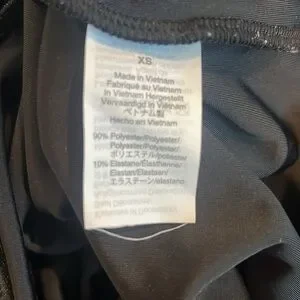 XS
Made in Vietnam
Fabriqué au Vietnam
In Vietnam Hergestellt
Vervaardigd in Vietnam
ベトナム製
Hecho en Vietnam
90% Polyester/Polyester/
Polyester/Polyester/
ポリエステル/poliéster
10% Elastane/Elasthanne/
Elastan/Elastaan/
エラスチーン/elastano